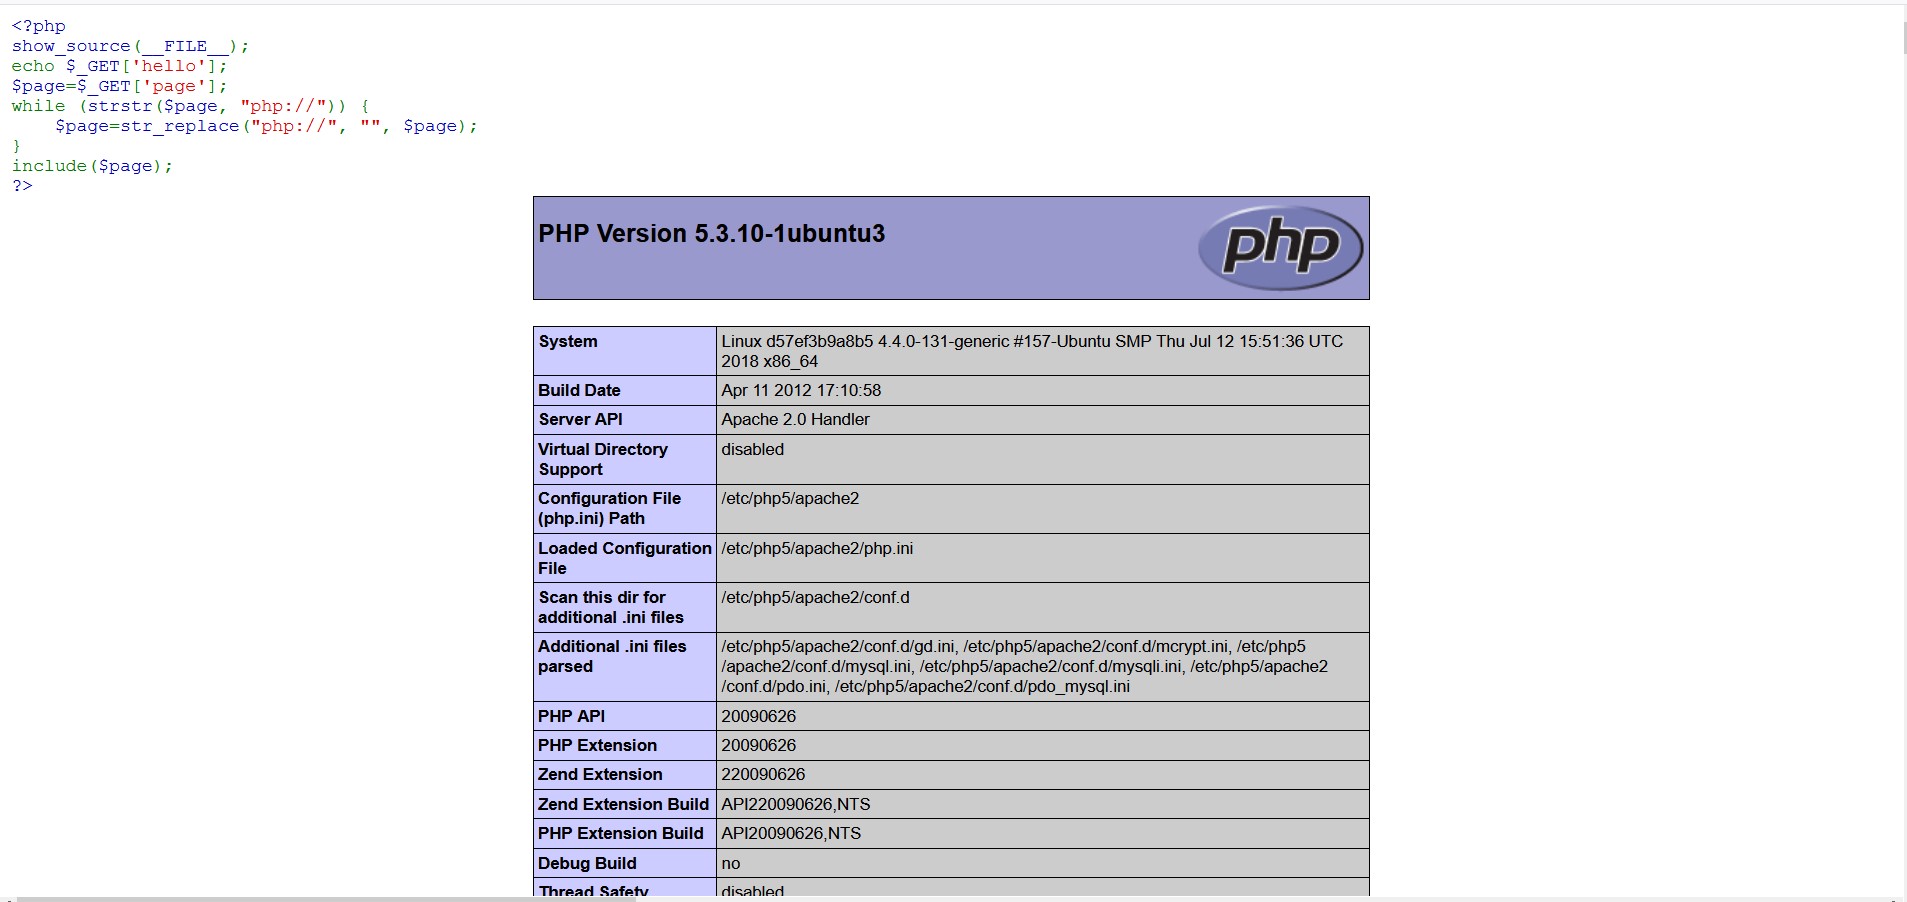 <?php
show_source(__FILE__);
echo $_GET['hello'];
$page=$_GET['page'];
while (strstr($page, "php://")) {
    $page=str_replace("php://", "", $page);
}
include($page);
?>
PHP Version 5.3.10-1ubuntu3
php
System
Linux d57ef3b9a8b5 4.4.0-131-generic #157-Ubuntu SMP Thu Jul 12 15:51:36 UTC
2018 x86_64
Build Date
Apr 11 2012 17:10:58
Server API
Apache 2.0 Handler
Virtual Directory
Support
disabled
Configuration File
(php.ini) Path
/etc/php5/apache2
Loaded Configuration
File
/etc/php5/apache2/php.ini
Scan this dir for
additional .ini files
/etc/php5/apache2/conf.d
Additional .ini files
parsed
/etc/php5/apache2/conf.d/gd.ini, /etc/php5/apache2/conf.d/mcrypt.ini, /etc/php5
/apache2/conf.d/mysql.ini, /etc/php5/apache2/conf.d/mysqli.ini, /etc/php5/apache2
/conf.d/pdo.ini, /etc/php5/apache2/conf.d/pdo_mysql.ini
PHP API
20090626
PHP Extension
20090626
Zend Extension
220090626
Zend Extension Build
API220090626,NTS
PHP Extension Build
API20090626,NTS
Debug Build
no
Thread Safety
disabled